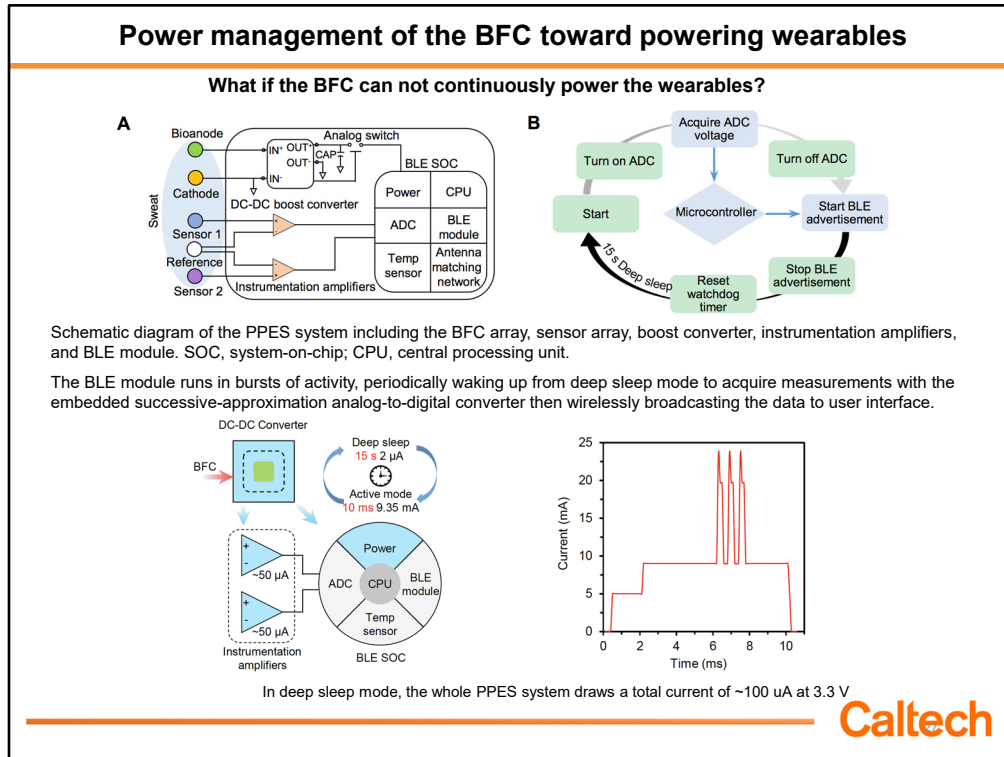 Power management of the BFC toward powering wearables
What if the BFC can not continuously power the wearables?
A
Bioanode
Cathode
Sensor 1
Reference
Sensor 2
Sweat
IN⁺
IN⁻
OUT⁺
OUT⁻
CAP
Analog switch
DC-DC boost converter
Instrumentation amplifiers
BLE SOC
Power
CPU
ADC
BLE
module
Temp
sensor
Antenna
matching
network
B
Acquire ADC
voltage
Turn on ADC
Turn off ADC
Start
Microcontroller
Start BLE
advertisement
15 s Deep sleep
Reset
watchdog
timer
Stop BLE
advertisement
Schematic diagram of the PPES system including the BFC array, sensor array, boost converter, instrumentation amplifiers,
and BLE module. SOC, system-on-chip; CPU, central processing unit.
The BLE module runs in bursts of activity, periodically waking up from deep sleep mode to acquire measurements with the
embedded successive-approximation analog-to-digital converter then wirelessly broadcasting the data to user interface.
DC-DC Converter
BFC
Deep sleep
15 s 2 µA
Active mode
10 ms 9.35 mA
+
-
~50 µA
+
-
~50 µA
Instrumentation
amplifiers
Power
ADC
CPU
BLE
module
Temp
sensor
BLE SOC
Current (mA)
25
20
15
10
5
0
0 2 4 6 8 10
Time (ms)
In deep sleep mode, the whole PPES system draws a total current of ~100 uA at 3.3 V
Caltech